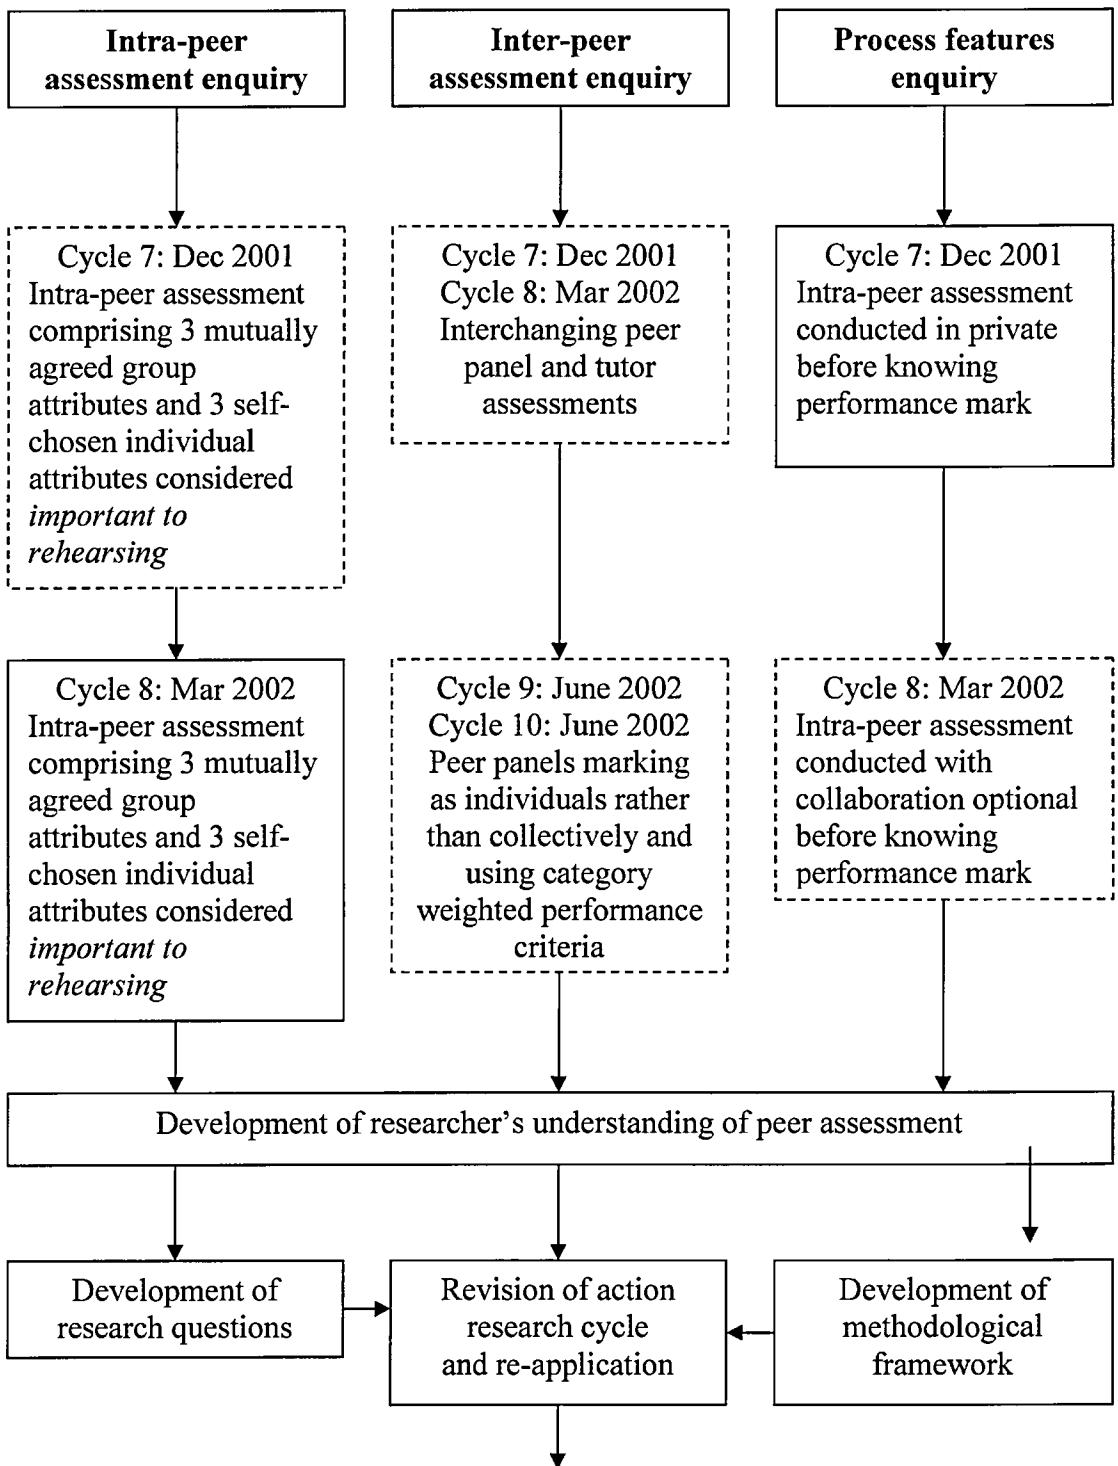 Intra-peer
assessment enquiry
Inter-peer
assessment enquiry
Process features
enquiry
Cycle 7: Dec 2001
Intra-peer assessment
comprising 3 mutually
agreed group
attributes and 3 self-
chosen individual
attributes considered
important to
rehearsing
Cycle 7: Dec 2001
Cycle 8: Mar 2002
Interchanging peer
panel and tutor
assessments
Cycle 7: Dec 2001
Intra-peer assessment
conducted in private
before knowing
performance mark
Cycle 8: Mar 2002
Intra-peer assessment
comprising 3 mutually
agreed group
attributes and 3 self-
chosen individual
attributes considered
important to
rehearsing
Cycle 9: June 2002
Cycle 10: June 2002
Peer panels marking
as individuals rather
than collectively and
using category
weighted performance
criteria
Cycle 8: Mar 2002
Intra-peer assessment
conducted with
collaboration optional
before knowing
performance mark
Development of researcher's understanding of peer assessment
Development of
research questions
Revision of action
research cycle
and re-application
Development of
methodological
framework